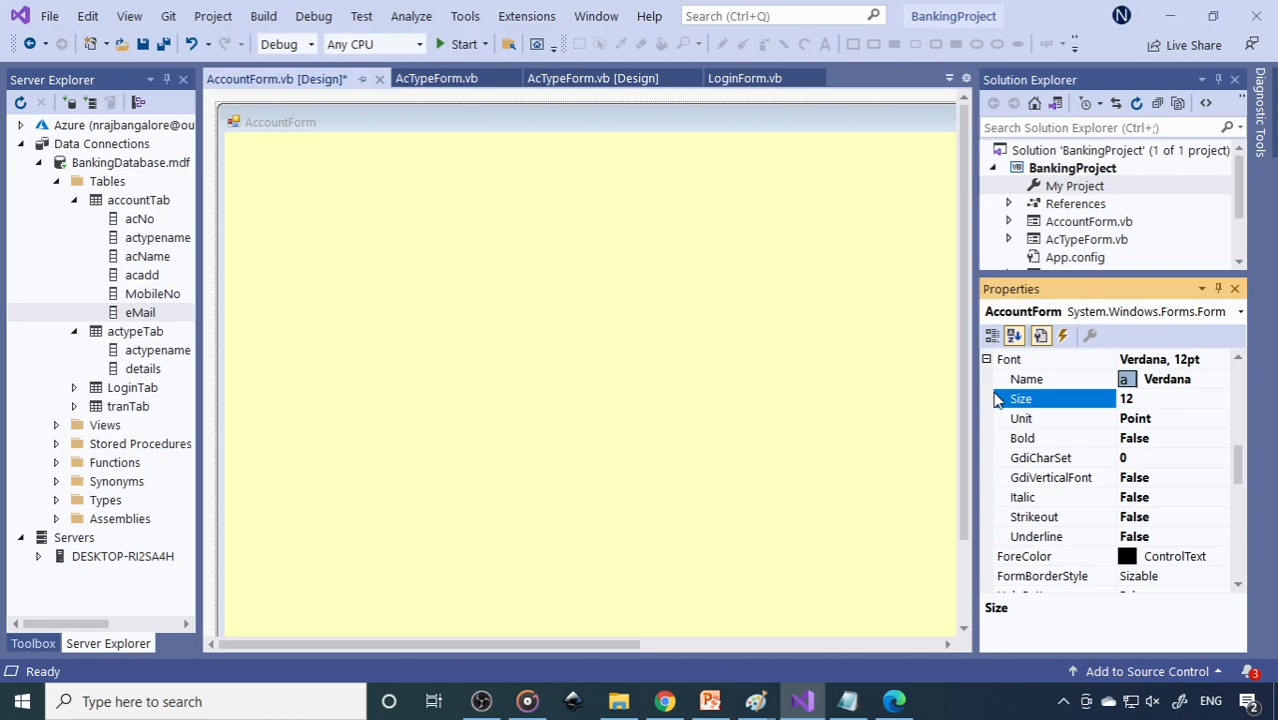 File Edit View Git Project Build Debug Test Analyze Tools Extensions Window Help Search (Ctrl+Q) BankingProject N
Debug Any CPU Start Live Share
Server Explorer
Azure (nrajbangalore@ou
Data Connections
BankingDatabase.mdf
Tables
accountTab
acNo
actypename
acName
acadd
MobileNo
eMail
actypeTab
actypename
details
LoginTab
tranTab
Views
Stored Procedures
Functions
Synonyms
Types
Assemblies
Servers
DESKTOP-RI2SA4H
Toolbox Server Explorer
AccountForm.vb [Design]* AcTypeForm.vb AcTypeForm.vb [Design] LoginForm.vb
AccountForm
Solution Explorer
Search Solution Explorer (Ctrl+;)
Solution 'BankingProject' (1 of 1 project)
VB BankingProject
My Project
References
AccountForm.vb
AcTypeForm.vb
App.config
Properties
AccountForm System.Windows.Forms.Form
Font Verdana, 12pt
Name a Verdana
Size 12
Unit Point
Bold False
GdiCharSet 0
GdiVerticalFont False
Italic False
Strikeout False
Underline False
ForeColor ControlText
FormBorderStyle Sizable
Size
Diagnostic Tools
Ready Add to Source Control 3
Type here to search ENG 2